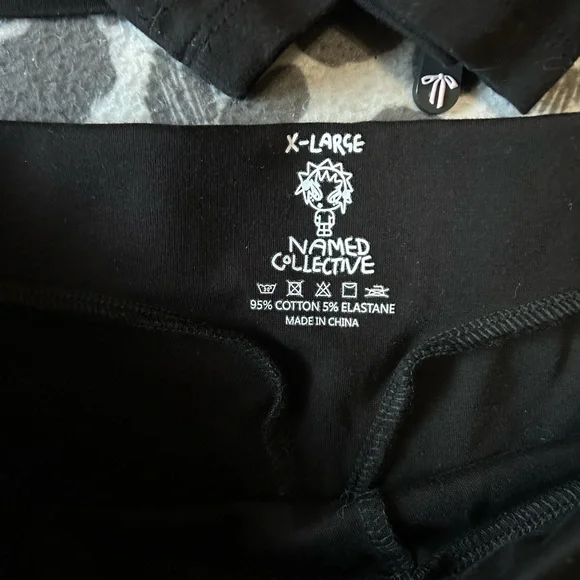 X-LARGE
NAMED
COLLECTIVE
95% COTTON 5% ELASTANE
MADE IN CHINA